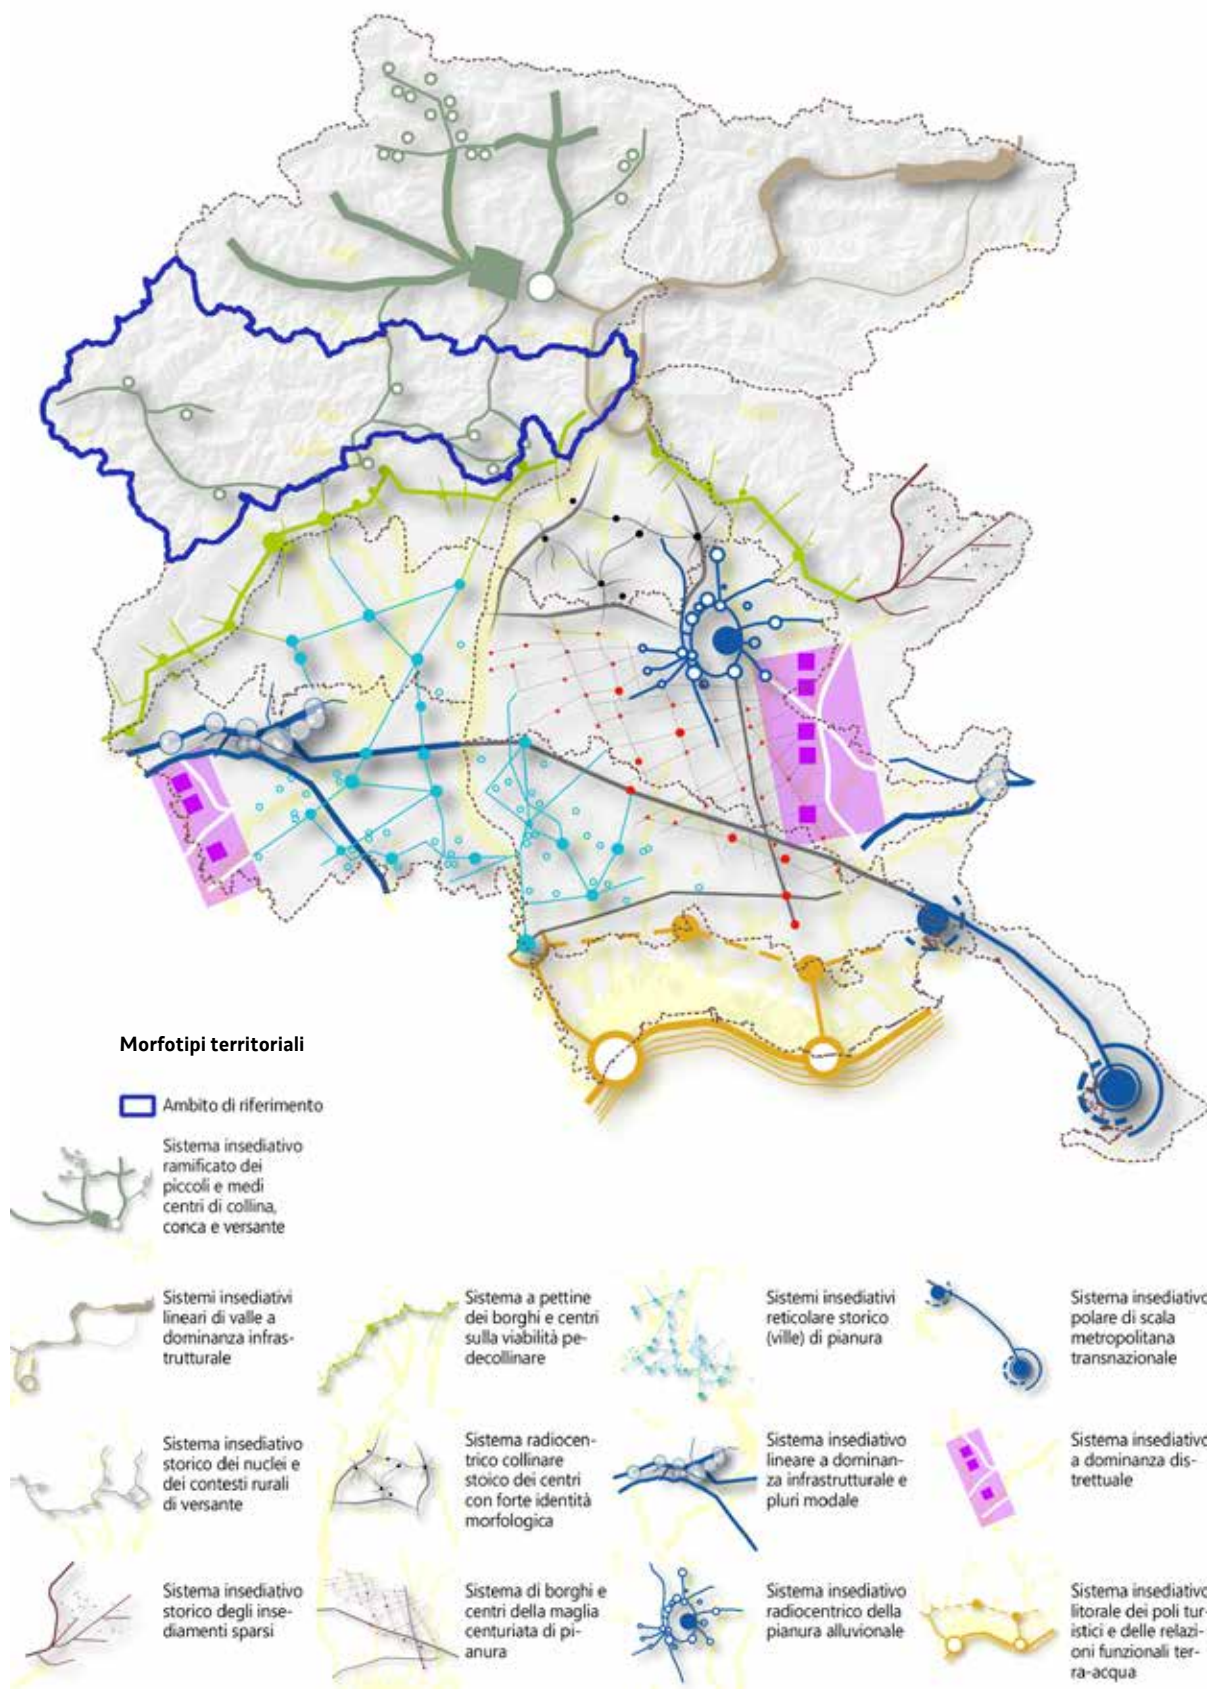 Morfotipi territoriali
Ambito di riferimento
Sistema insediativo
ramificato dei
piccoli e medi
centri di collina,
conca e versante
Sistemi insediativi
lineari di valle a
dominanza infras-
trutturale
Sistema a pettine
dei borghi e centri
sulla viabilità pe-
decollinare
Sistemi insediativi
reticolare storico
(ville) di pianura
Sistema insediativo
polare di scala
metropolitana
transnazionale
Sistema insediativo
storico dei nuclei e
dei contesti rurali
di versante
Sistema radiocen-
trico collinare
stoico dei centri
con forte identità
morfologica
Sistema insediativo
lineare a dominan-
za infrastrutturale e
pluri modale
Sistema insediativo
a dominanza dis-
trettuale
Sistema insediativo
storico degli inse-
diamenti sparsi
Sistema di borghi e
centri della maglia
centuriata di pi-
anura
Sistema insediativo
radiocentrico della
pianura alluvionale
Sistema insediativo
litorale dei poli tur-
istici e delle relazi-
oni funzionali ter-
ra-acqua